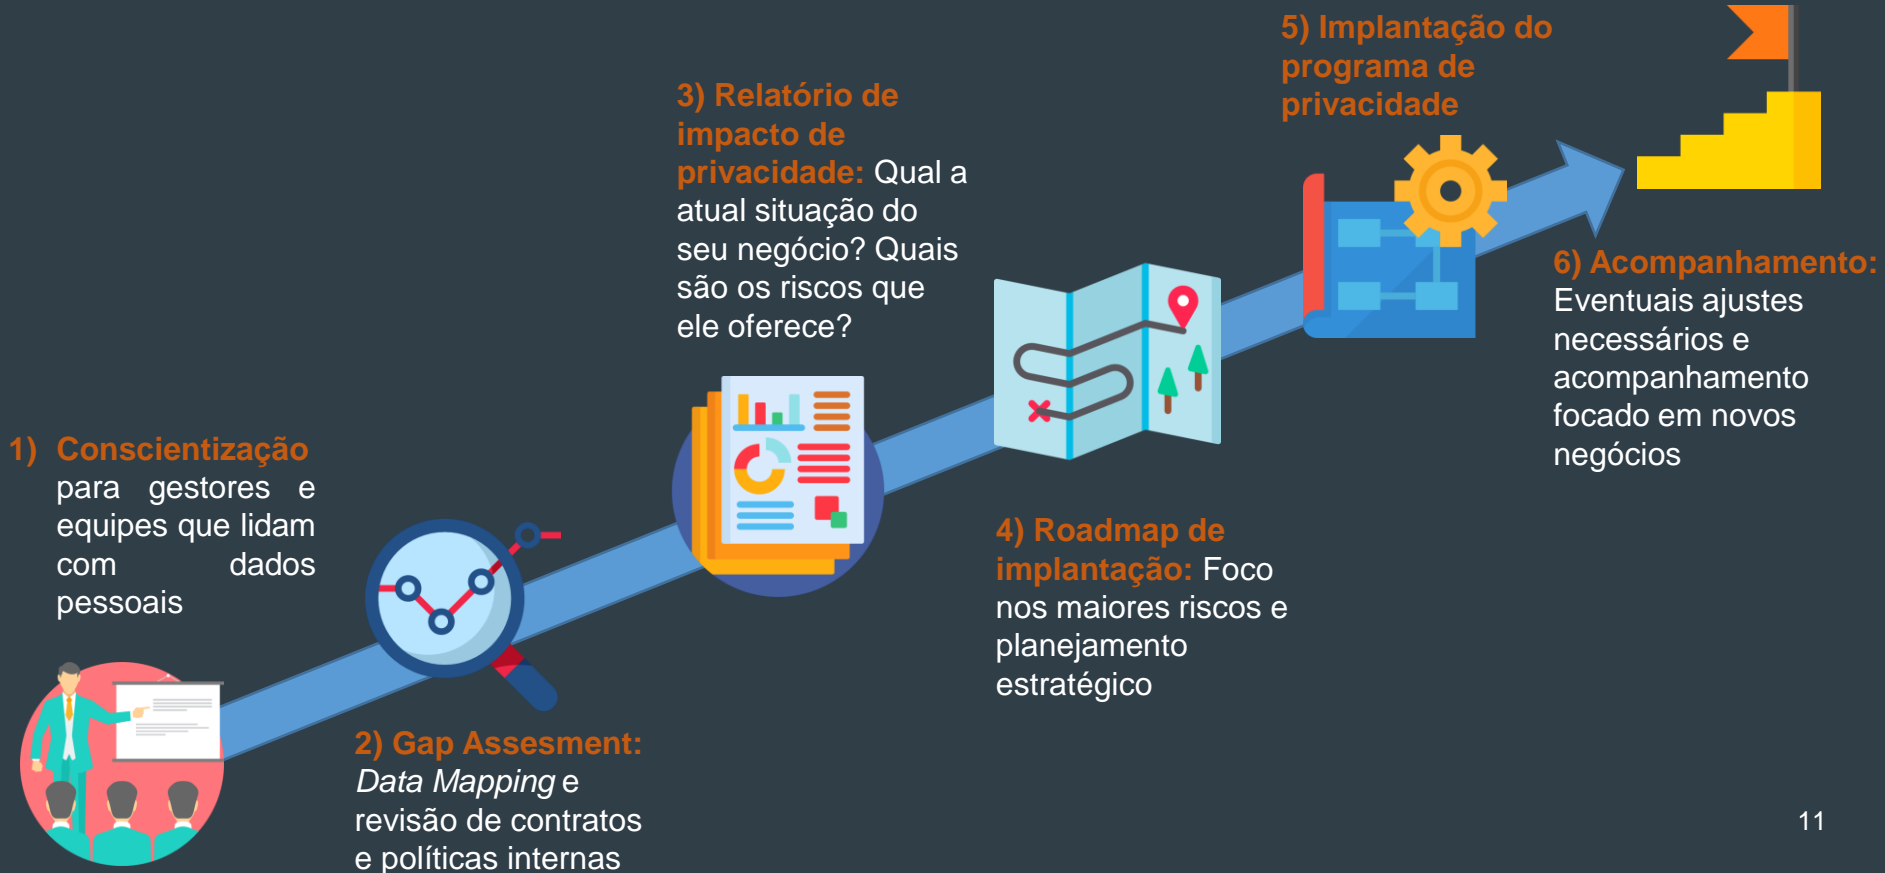 1) Conscientização
para gestores e
equipes que lidam
com dados
pessoais
2) Gap Assesment:
Data Mapping e
revisão de contratos
e políticas internas
3) Relatório de
impacto de
privacidade: Qual a
atual situação do
seu negócio? Quais
são os riscos que
ele oferece?
4) Roadmap de
implantação: Foco
nos maiores riscos e
planejamento
estratégico
5) Implantação do
programa de
privacidade
6) Acompanhamento:
Eventuais ajustes
necessários e
acompanhamento
focado em novos
negócios
11